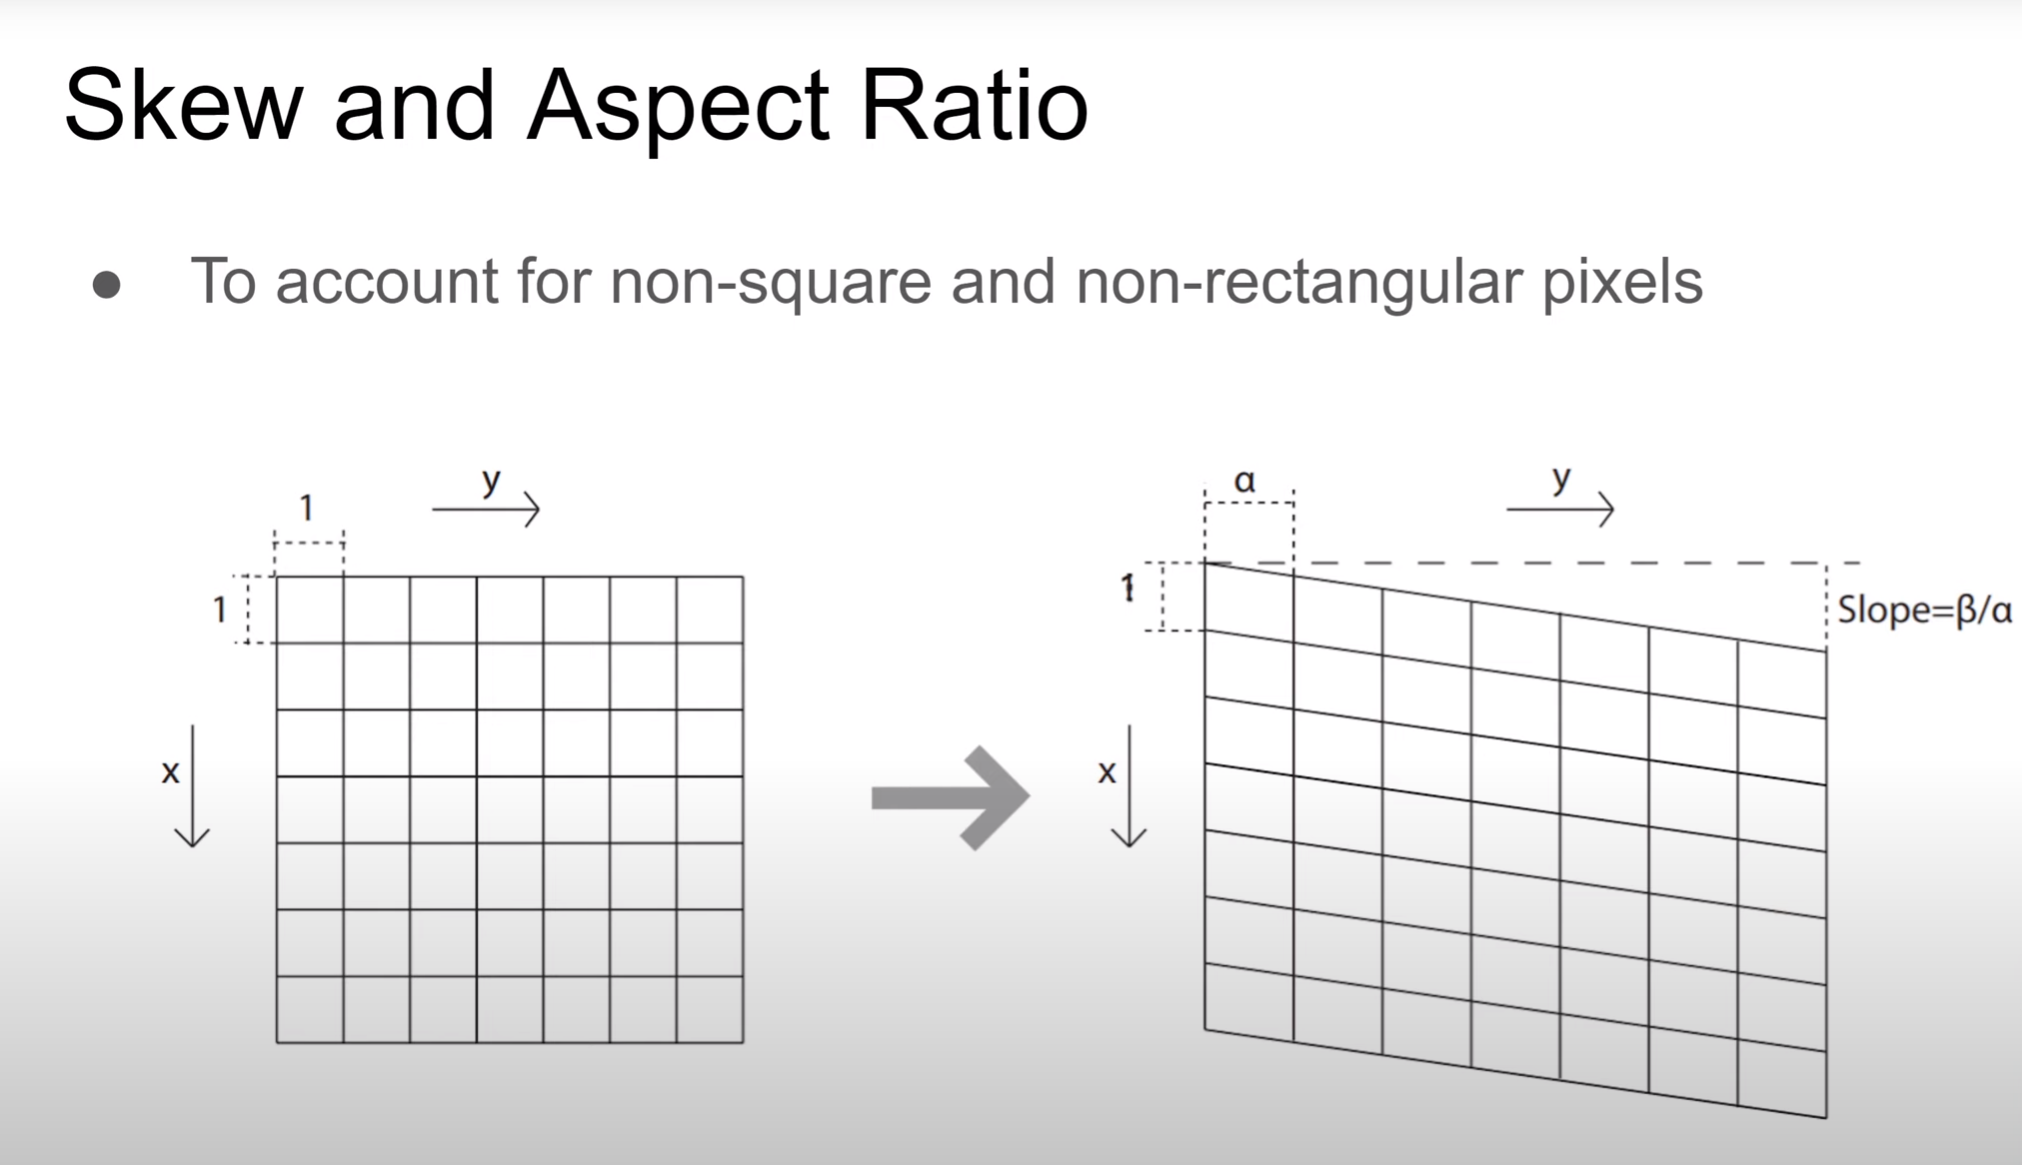 Skew and Aspect Ratio
● To account for non-square and non-rectangular pixels
1
y
1
x
α
y
1
Slope=β/α
x